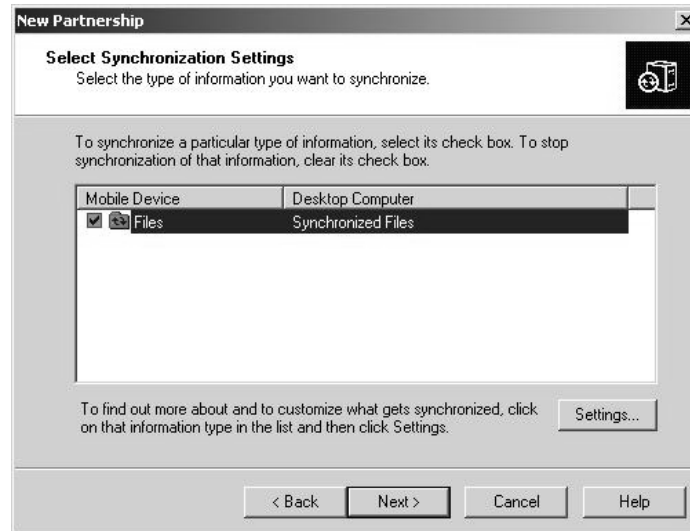 New Partnership
Select Synchronization Settings
Select the type of information you want to synchronize.
To synchronize a particular type of information, select its check box. To stop
synchronization of that information, clear its check box.
Mobile Device Desktop Computer
Files Synchronized Files
To find out more about and to customize what gets synchronized, click
on that information type in the list and then click Settings.
Settings...
< Back Next > Cancel Help